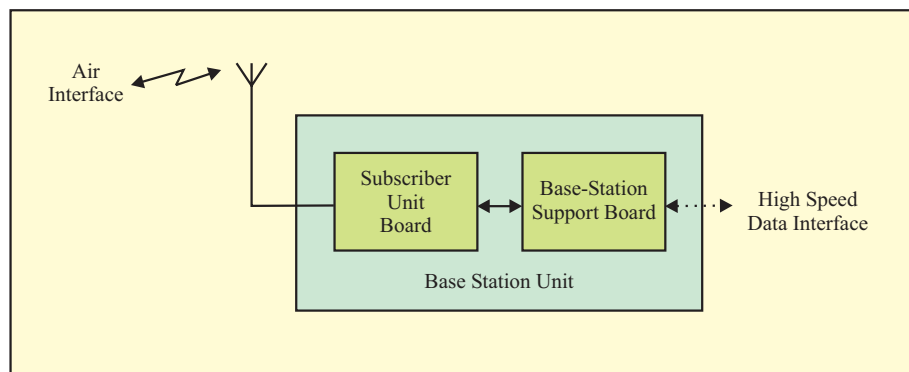 Air
Interface
Subscriber
Unit
Board
Base-Station
Support Board
High Speed
Data Interface
Base Station Unit